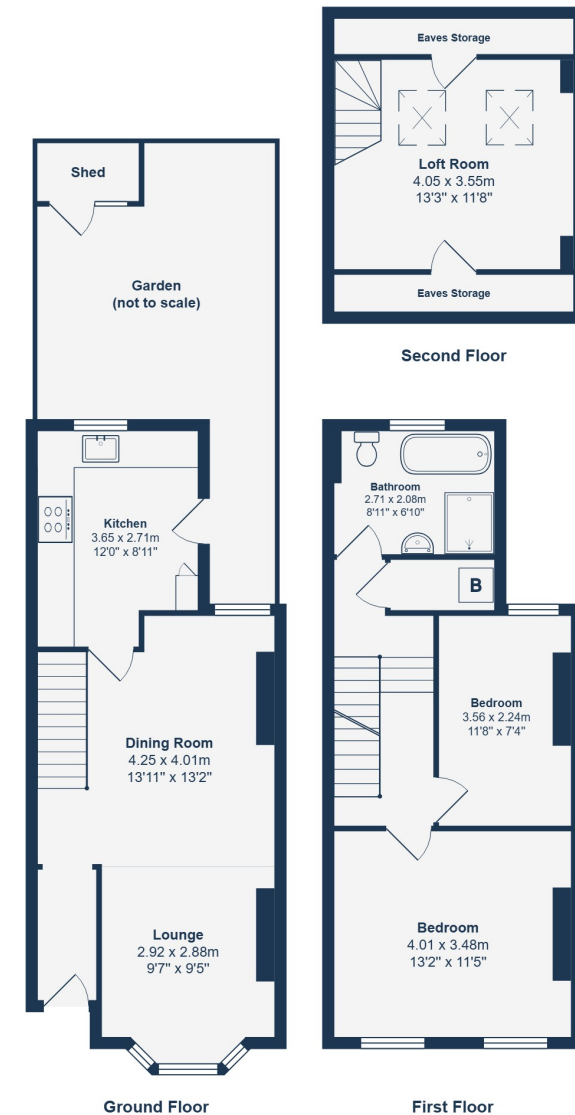 Eaves Storage
Loft Room
4.05 x 3.55m
13'3" x 11'8"
Eaves Storage
Second Floor
Shed
Garden
(not to scale)
Kitchen
3.65 x 2.71m
12'0" x 8'11"
Dining Room
4.25 x 4.01m
13'11" x 13'2"
Lounge
2.92 x 2.88m
9'7" x 9'5"
Ground Floor
Bathroom
2.71 x 2.08m
8'11" x 6'10"
B
Bedroom
3.56 x 2.24m
11'8" x 7'4"
Bedroom
4.01 x 3.48m
13'2" x 11'5"
First Floor